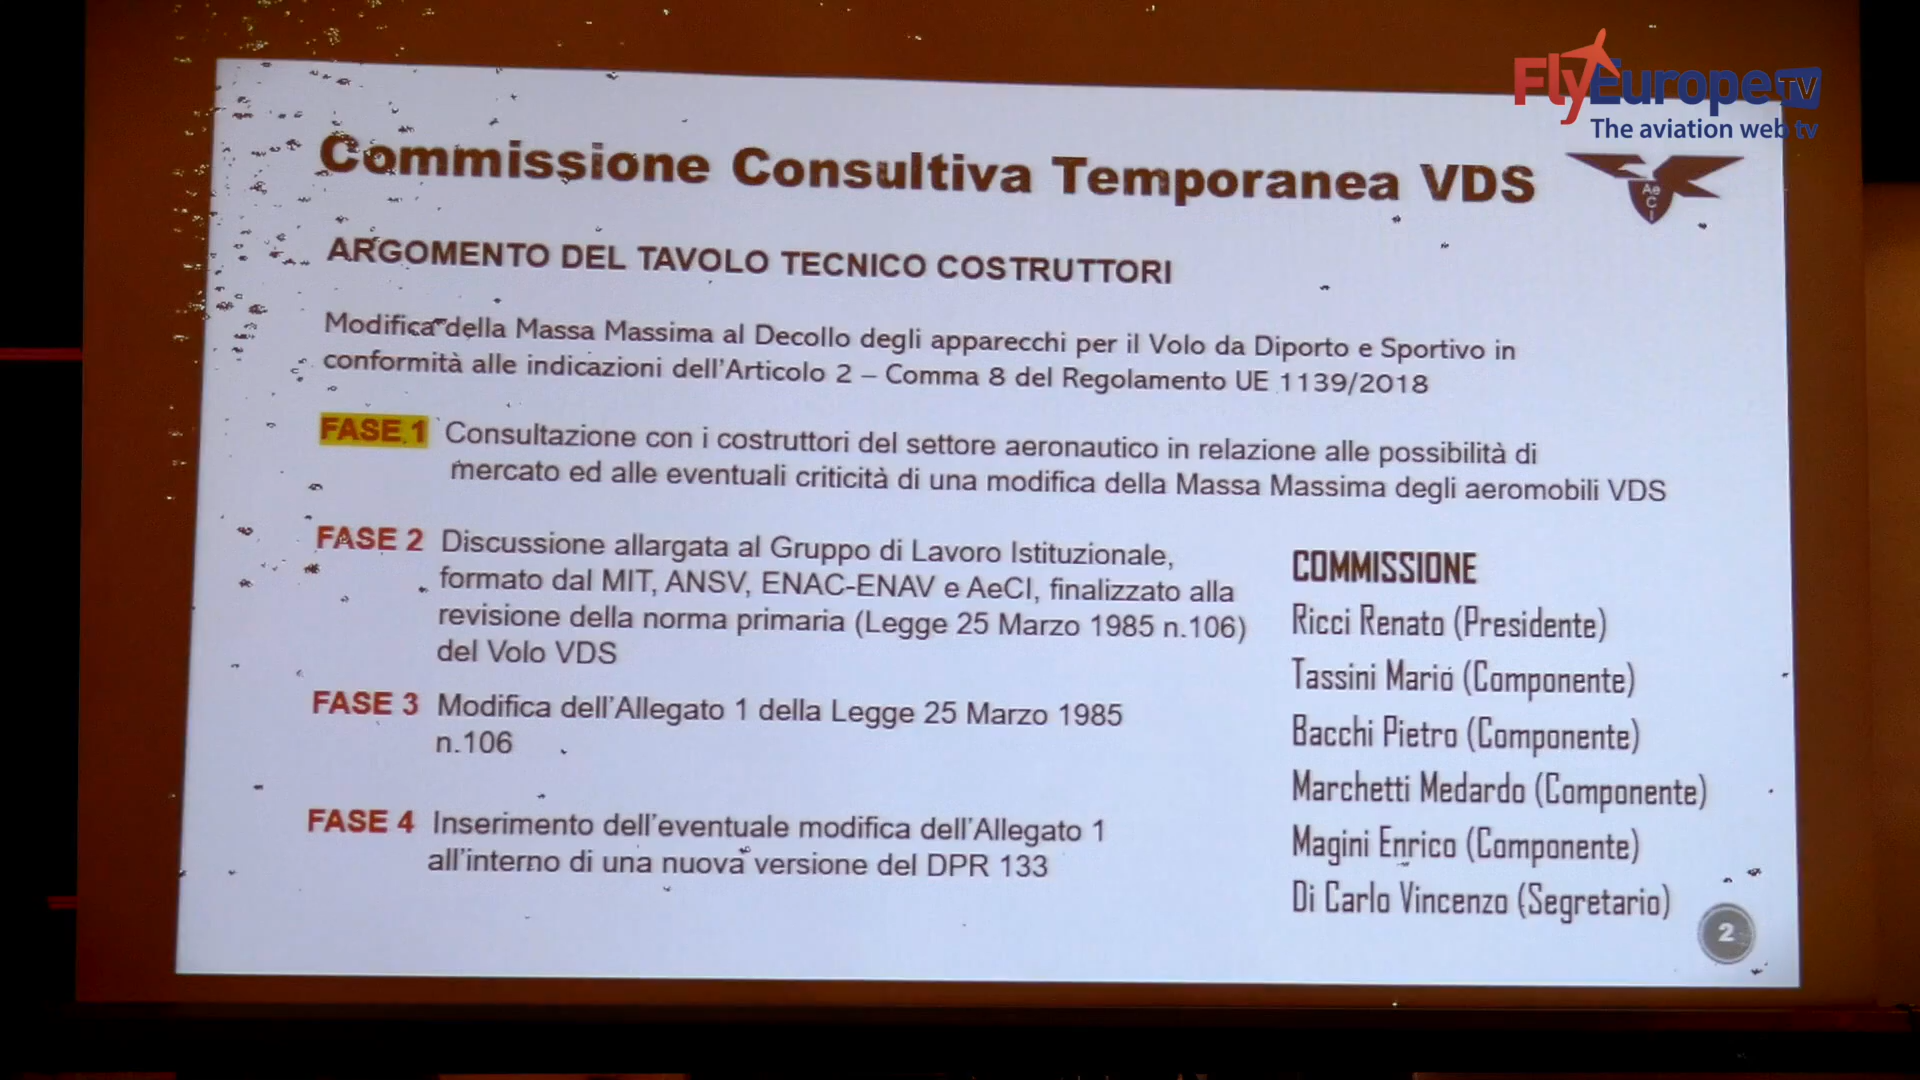 FlyEuropeTV
The aviation web tv
Commissione Consultiva Temporanea VDS
Ae
C
I
ARGOMENTO DEL TAVOLO TECNICO COSTRUTTORI
Modifica della Massa Massima al Decollo degli apparecchi per il Volo da Diporto e Sportivo in
conformità alle indicazioni dell'Articolo 2 – Comma 8 del Regolamento UE 1139/2018
FASE 1 Consultazione con i costruttori del settore aeronautico in relazione alle possibilità di
mercato ed alle eventuali criticità di una modifica della Massa Massima degli aeromobili VDS
FASE 2 Discussione allargata al Gruppo di Lavoro Istituzionale,
formato dal MIT, ANSV, ENAC-ENAV e AeCI, finalizzato alla
revisione della norma primaria (Legge 25 Marzo 1985 n.106)
del Volo VDS
FASE 3 Modifica dell'Allegato 1 della Legge 25 Marzo 1985
n.106
FASE 4 Inserimento dell'eventuale modifica dell'Allegato 1
all'interno di una nuova versione del DPR 133
COMMISSIONE
Ricci Renato (Presidente)
Tassini Mario (Componente)
Bacchi Pietro (Componente)
Marchetti Medardo (Componente)
Magini Enrico (Componente)
Di Carlo Vincenzo (Segretario)
2